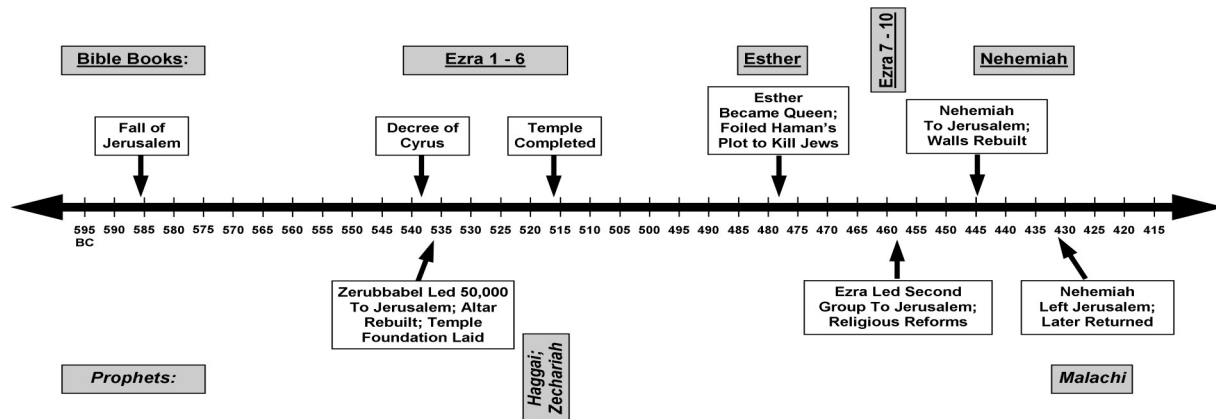 Bible Books:
Ezra 1 - 6
Esther
Ezra 7 - 10
Nehemiah
Fall of
Jerusalem
Decree of
Cyrus
Temple
Completed
Esther
Became Queen;
Foiled Haman's
Plot to Kill Jews
Nehemiah
To Jerusalem;
Walls Rebuilt
595 590 585 580 575 570 565 560 555 550 545 540 535 530 525 520 515 510 505 500 495 490 485 480 475 470 465 460 455 450 445 440 435 430 425 420 415
BC
Zerubbabel Led 50,000
To Jerusalem; Altar
Rebuilt; Temple
Foundation Laid
Ezra Led Second
Group To Jerusalem;
Religious Reforms
Nehemiah
Left Jerusalem;
Later Returned
Prophets:
Haggai;
Zechariah
Malachi